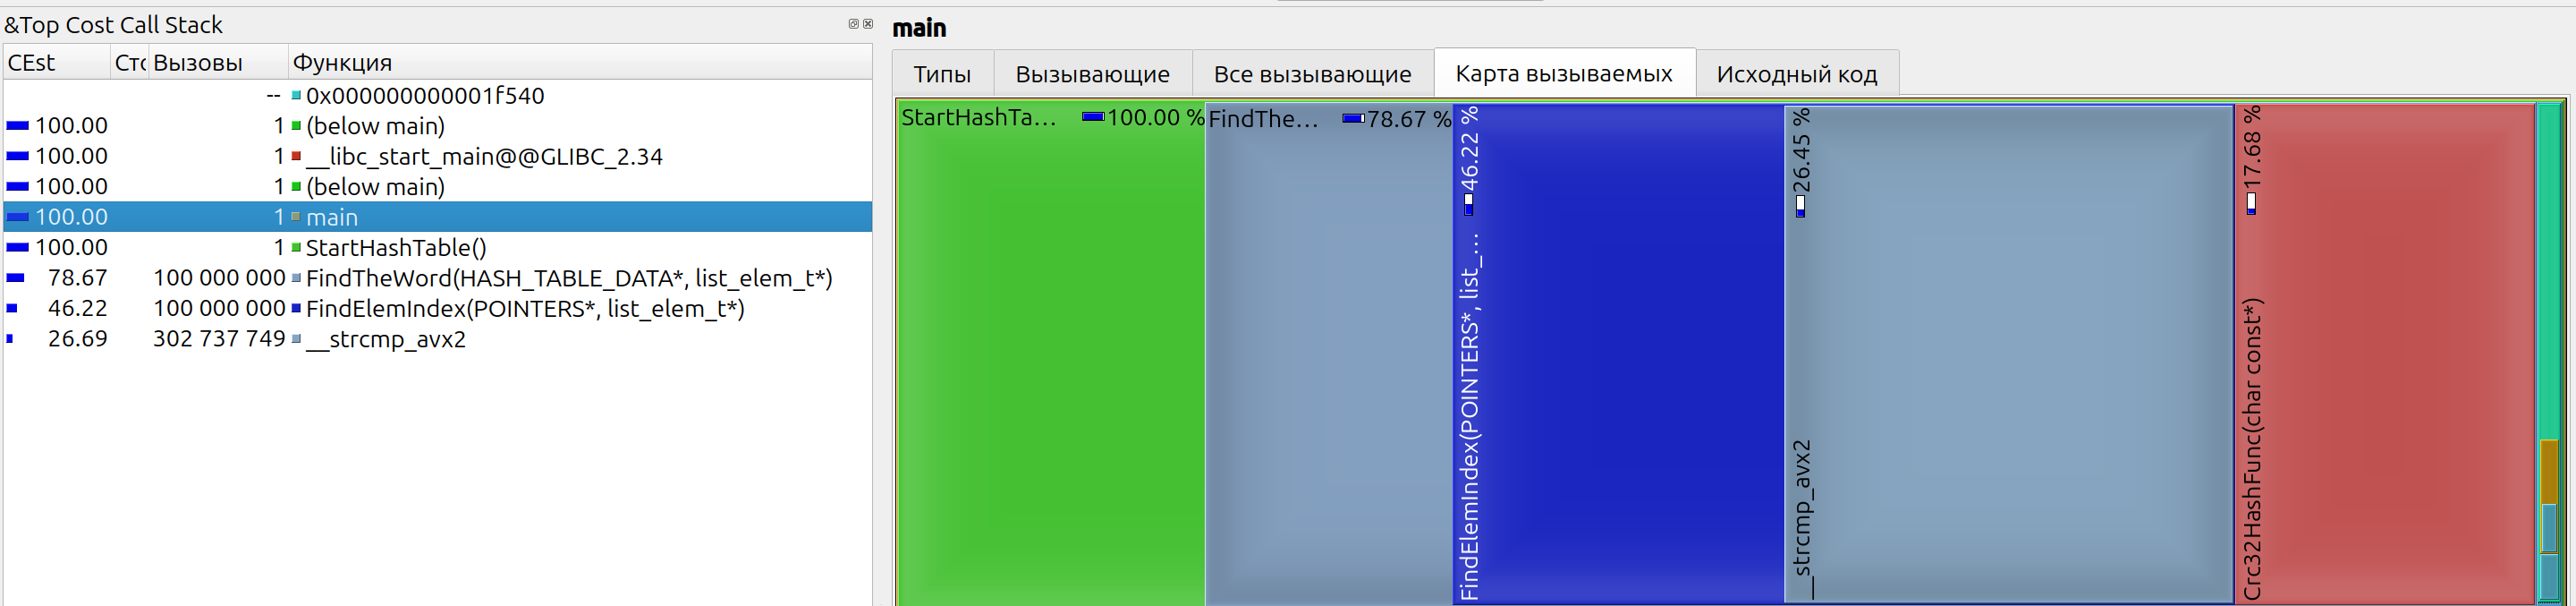 &Top Cost Call Stack
CEst Стс Вызовы Функция
-- 0x000000000001f540
100.00 1 (below main)
100.00 1 __libc_start_main@@GLIBC_2.34
100.00 1 (below main)
100.00 1 main
100.00 1 StartHashTable()
78.67 100 000 000 FindTheWord(HASH_TABLE_DATA*, list_elem_t*)
46.22 100 000 000 FindElemIndex(POINTERS*, list_elem_t*)
26.69 302 737 749 __strcmp_avx2
main
Типы Вызывающие Все вызывающие Карта вызываемых Исходный код
StartHashTa... 100.00 %
FindThe... 78.67 %
FindElemIndex(POINTERS*, list_... 46.22 %
__strcmp_avx2 26.45 %
Crc32HashFunc(char const*) 17.68 %